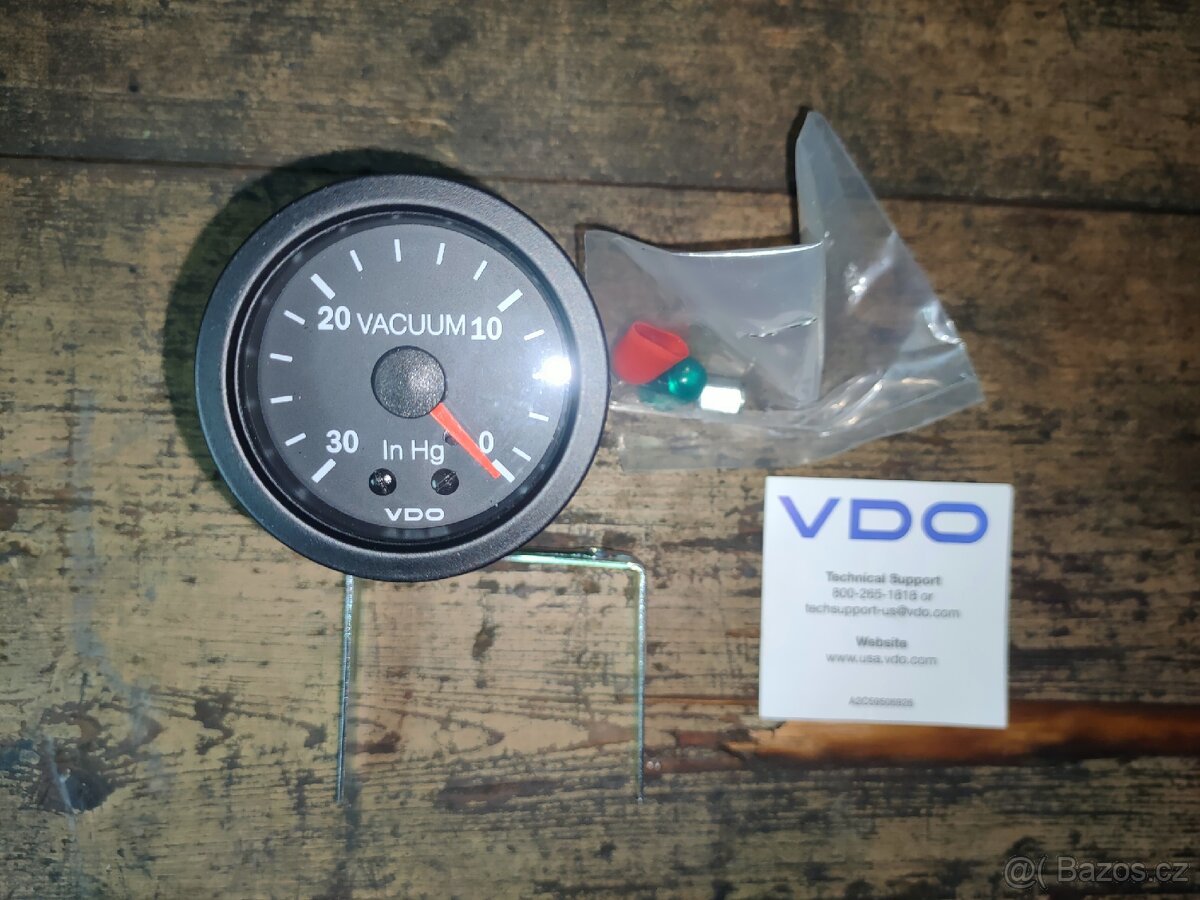 20 VACUUM 10
30 In Hg 0
VDO
VDO
Technical Support
800-265-1818 or
techsupport-us@vdo.com
Website
www.usa.vdo.com
@( Bazos.cz